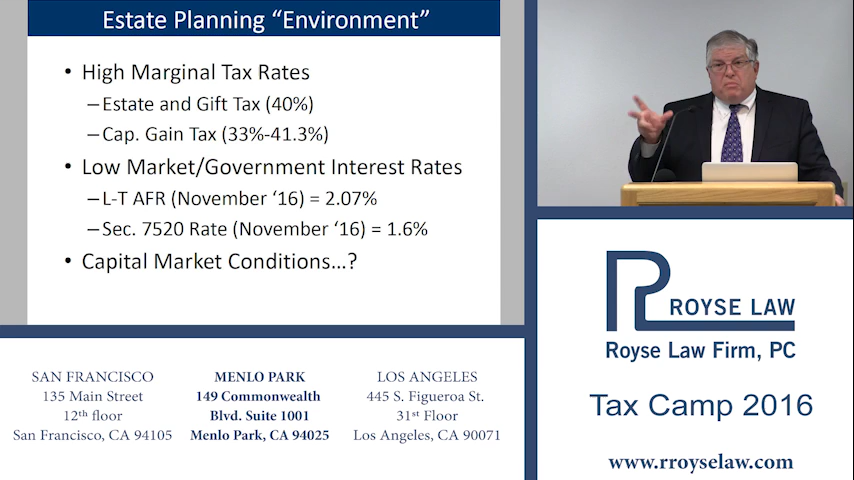 Estate Planning “Environment”
• High Marginal Tax Rates
–Estate and Gift Tax (40%)
–Cap. Gain Tax (33%-41.3%)
• Low Market/Government Interest Rates
–L-T AFR (November ‘16) = 2.07%
–Sec. 7520 Rate (November ‘16) = 1.6%
• Capital Market Conditions…?
ROYSE LAW
Royse Law Firm, PC
Tax Camp 2016
www.rroyselaw.com
SAN FRANCISCO
135 Main Street
12th floor
San Francisco, CA 94105
MENLO PARK
149 Commonwealth
Blvd. Suite 1001
Menlo Park, CA 94025
LOS ANGELES
445 S. Figueroa St.
31st Floor
Los Angeles, CA 90071